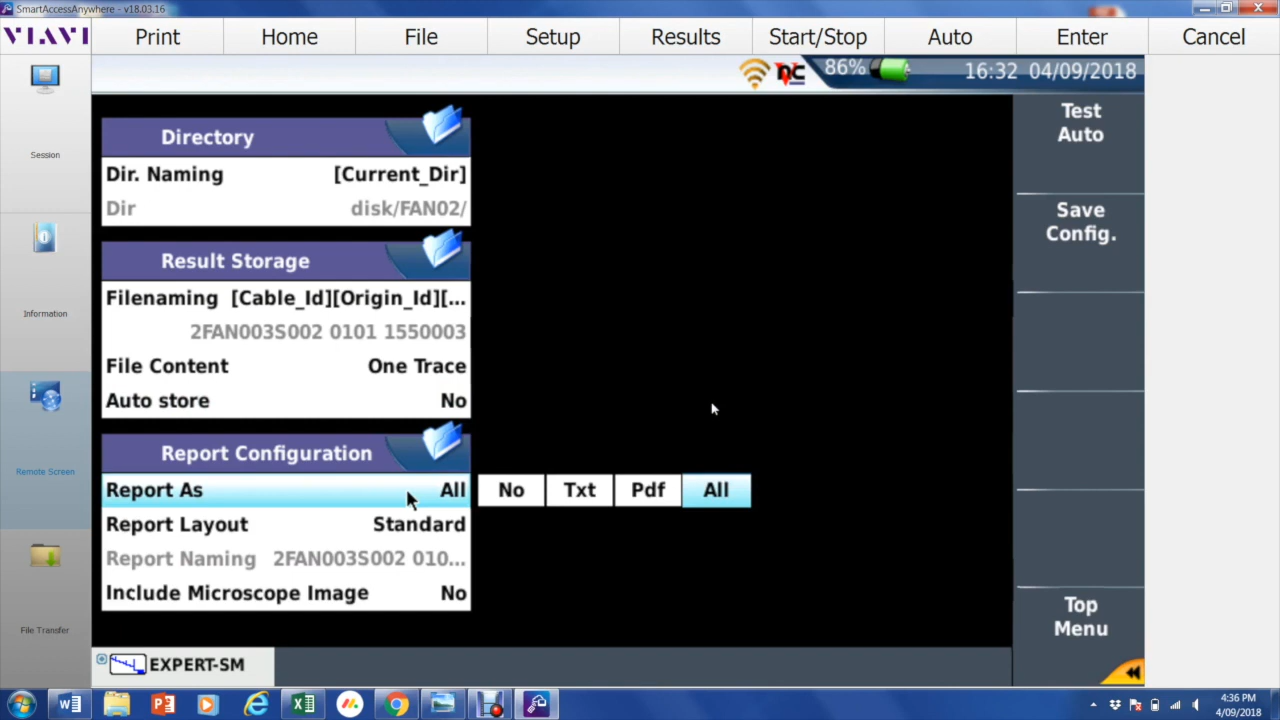 SmartAccessAnywhere - v18.03.16
VIAVI
Print
Home
File
Setup
Results
Start/Stop
Auto
Enter
Cancel
86%
16:32 04/09/2018
Session
Information
Remote Screen
File Transfer
Directory
Dir. Naming [Current_Dir]
Dir disk/FAN02/
Result Storage
Filenaming [Cable_Id][Origin_Id][...
2FAN003S002 0101 1550003
File Content One Trace
Auto store No
Report Configuration
Report As All
No
Txt
Pdf
All
Report Layout Standard
Report Naming 2FAN003S002 010...
Include Microscope Image No
Test
Auto
Save
Config.
Top
Menu
EXPERT-SM
4:36 PM
4/09/2018